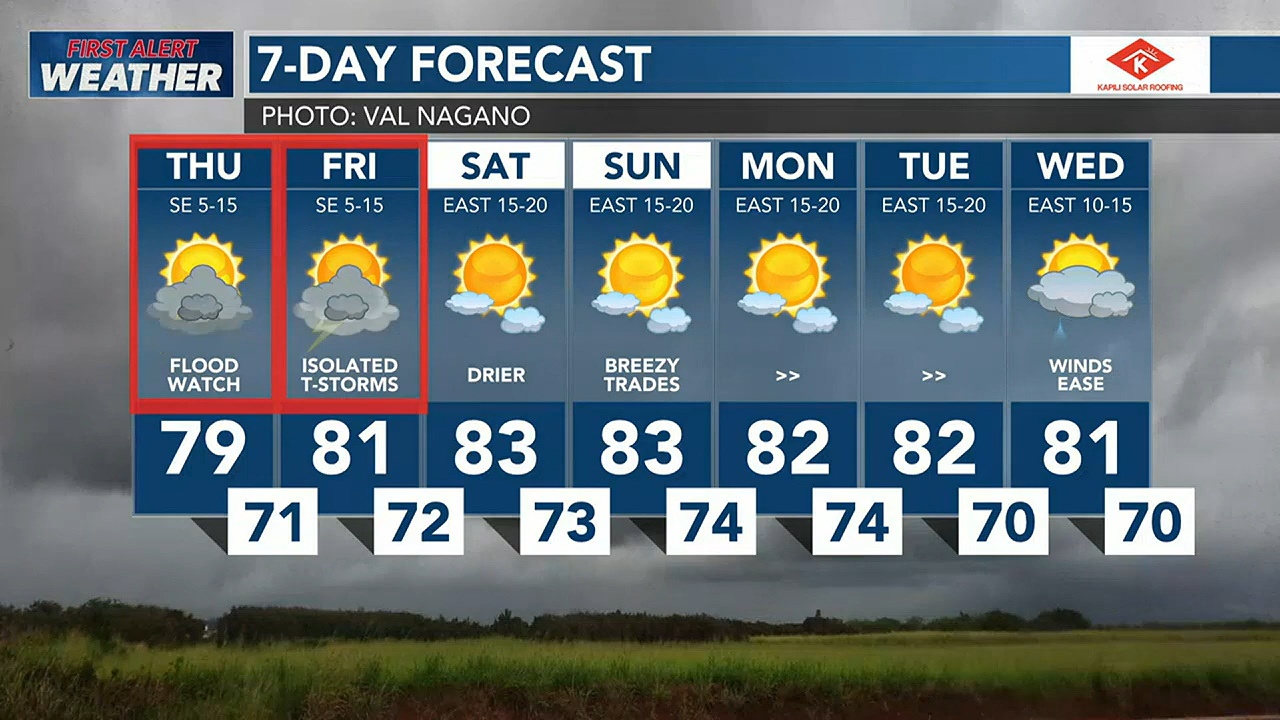 FIRST ALERT
WEATHER
7-DAY FORECAST
K
KAPILI SOLAR ROOFING
PHOTO: VAL NAGANO
THU
FRI
SAT
SUN
MON
TUE
WED
SE 5-15
SE 5-15
EAST 15-20
EAST 15-20
EAST 15-20
EAST 15-20
EAST 10-15
FLOOD
WATCH
ISOLATED
T-STORMS
DRIER
BREEZY
TRADES
>>
>>
WINDS
EASE
79
81
83
83
82
82
81
71
72
73
74
74
70
70